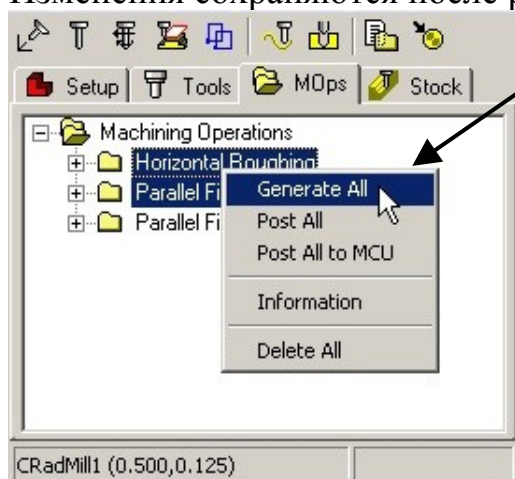 Изменения сохраняются после р
Setup Tools MOps Stock
Machining Operations
Horizontal Roughing
Parallel Fi
Parallel Fi
Generate All
Post All
Post All to MCU
Information
Delete All
CRadMill1 (0.500,0.125)